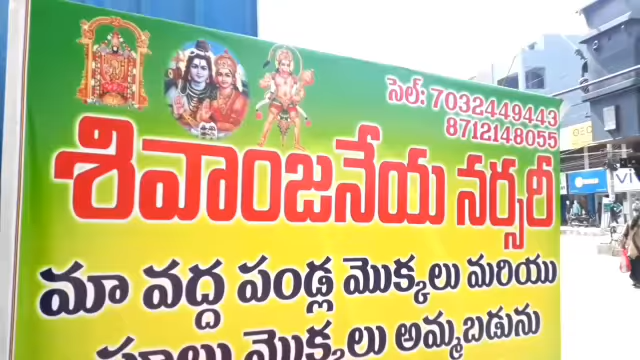 సెల్: 7032449443
8712148055
శివాంజనేయ నర్సరీ
మా వద్ద పండ్ల మొక్కలు మరియు
పూలు మొక్కలు అమ్మబడును